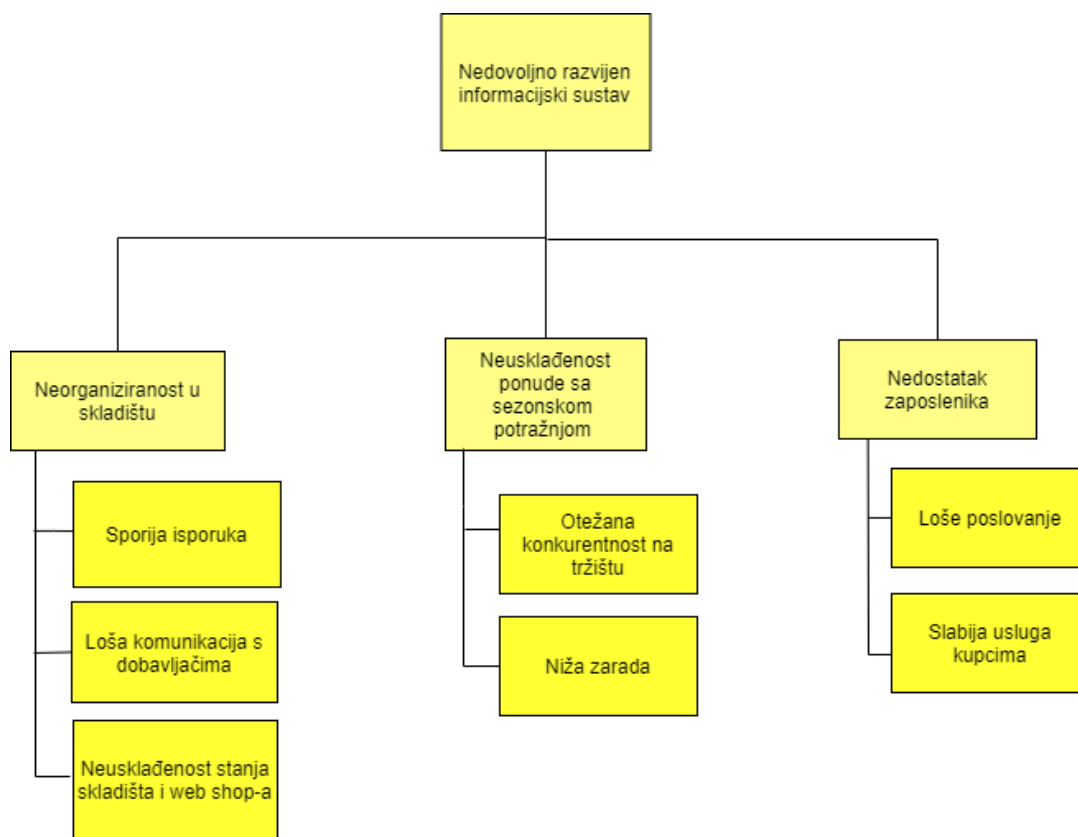 Nedovoljno razvijen
informacijski sustav
Neorganiziranost u
skladištu
Neusklađenost
ponude sa
sezonskom
potražnjom
Nedostatak
zaposlenika
Sporija isporuka
Loša komunikacija s
dobavljačima
Neusklađenost stanja
skladišta i web shop-a
Otežana
konkurentnost na
tržištu
Niža zarada
Loše poslovanje
Slabija usluga
kupcima